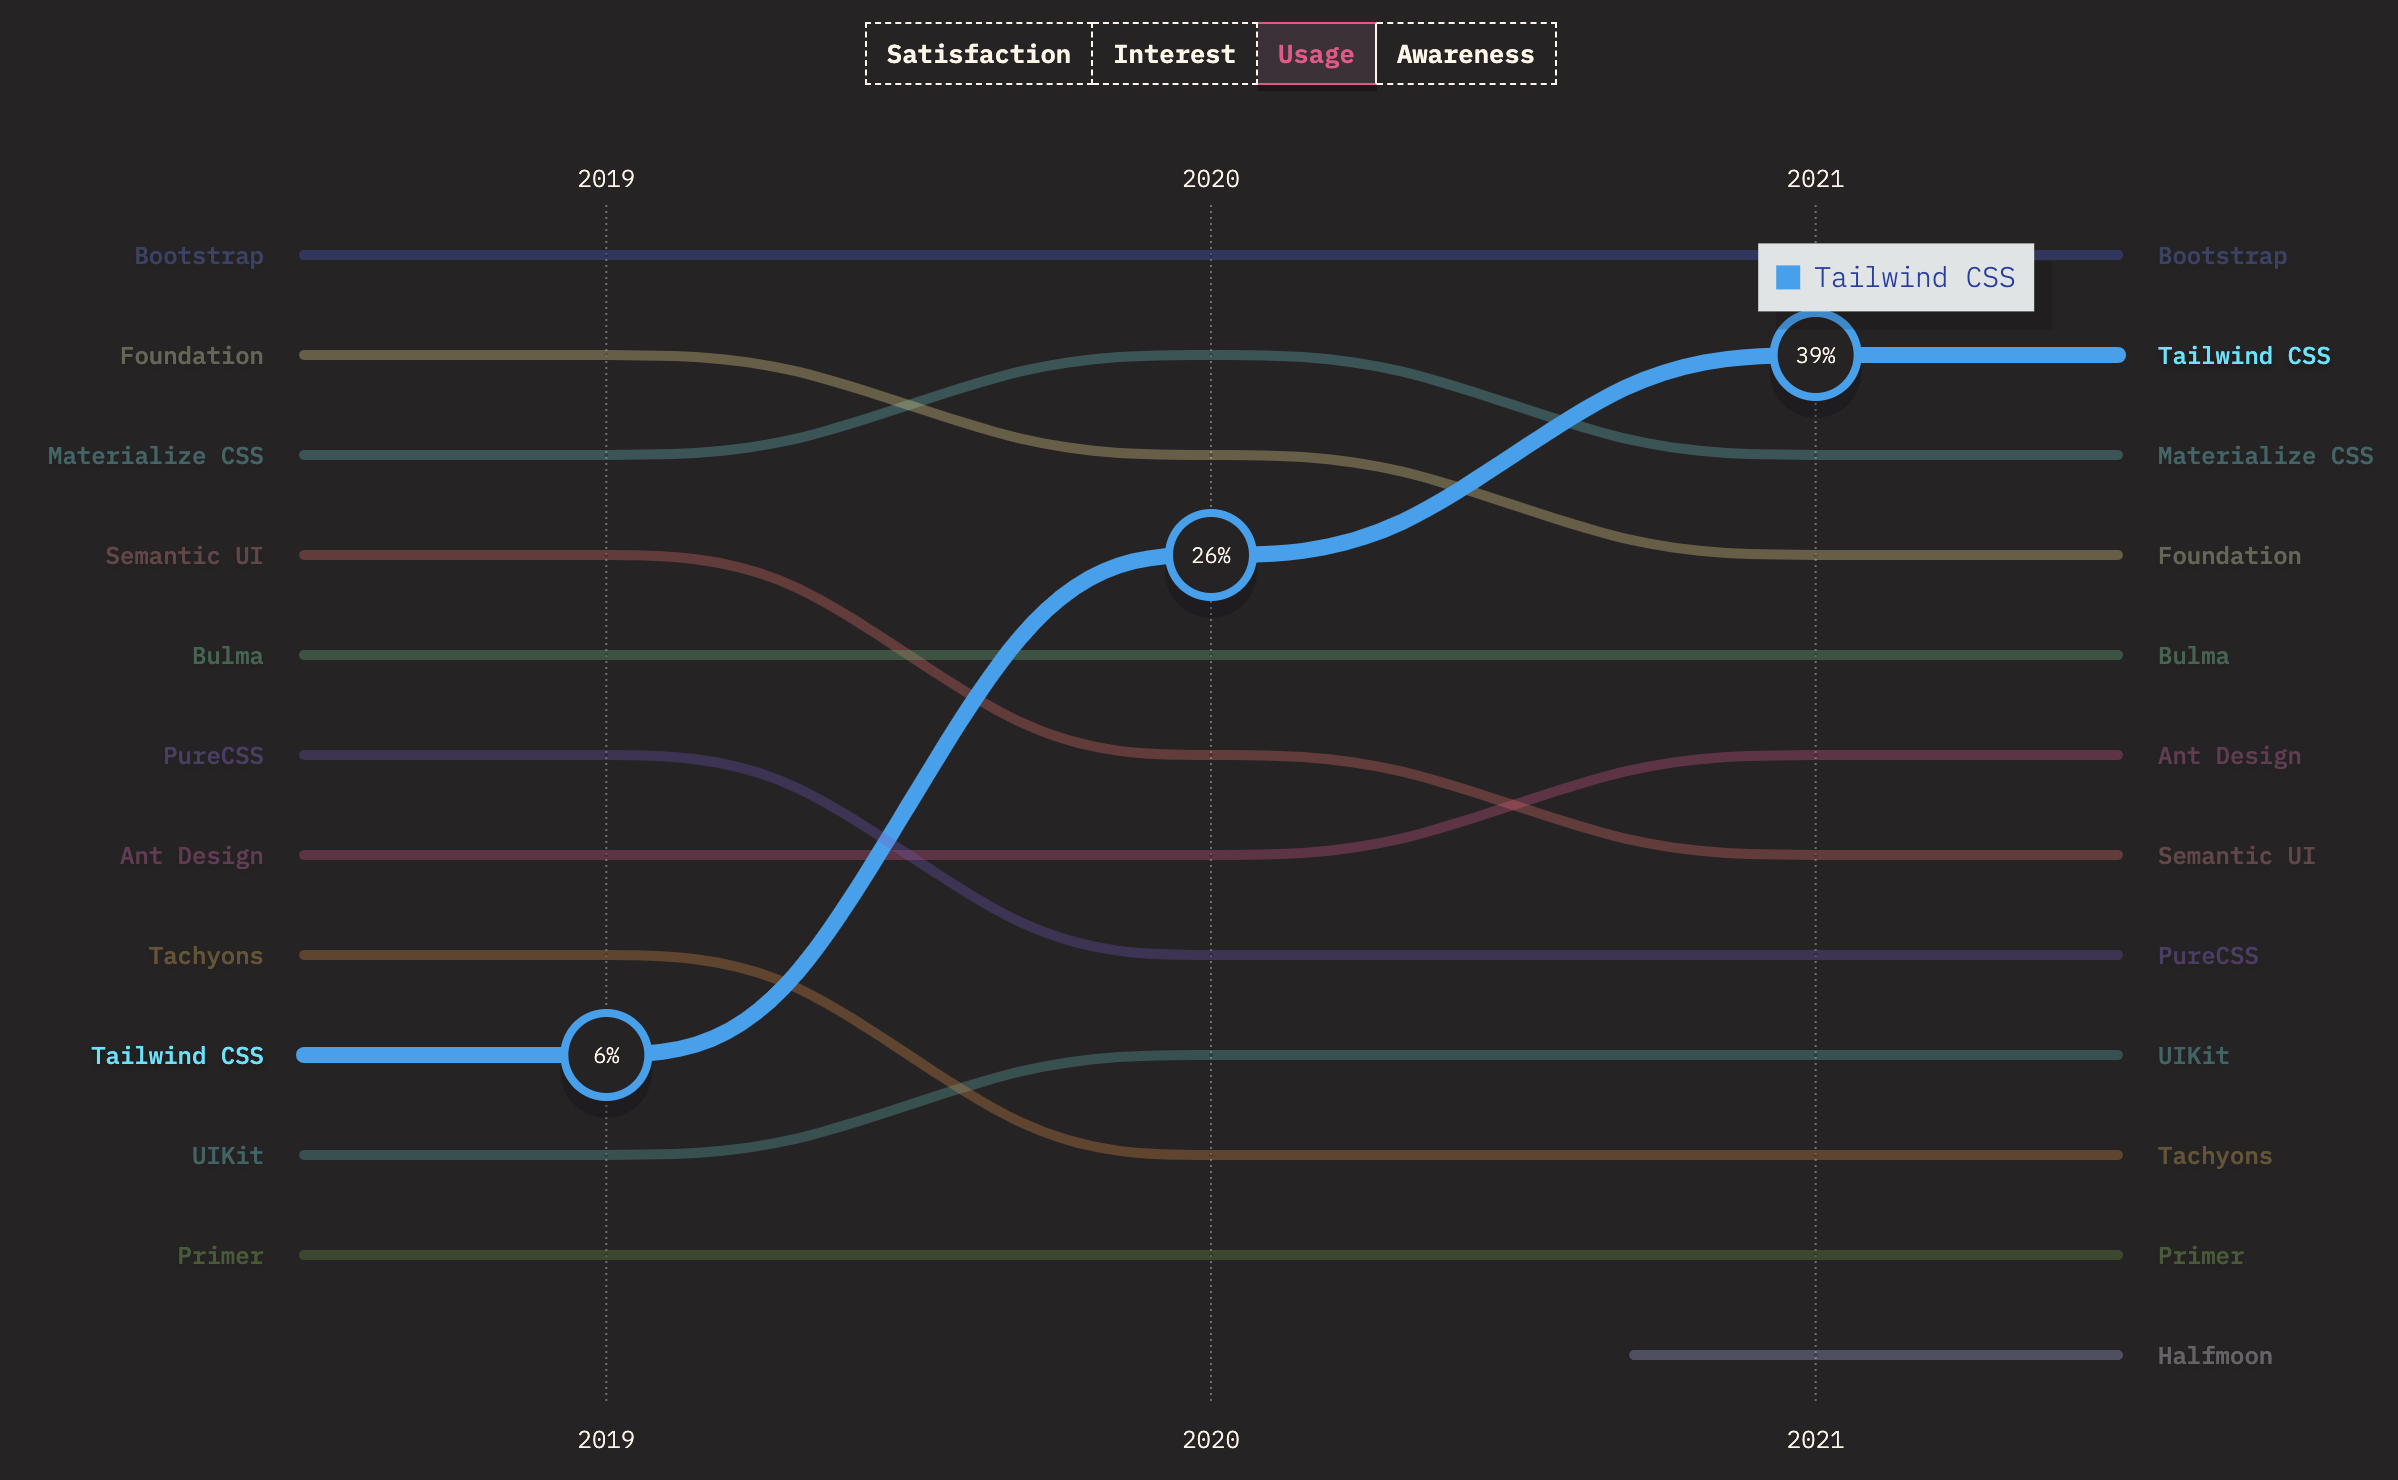 Satisfaction Interest Usage Awareness
2019 2020 2021
Bootstrap Bootstrap
Tailwind CSS
Foundation 39% Tailwind CSS
Materialize CSS Materialize CSS
Semantic UI 26% Foundation
Bulma Bulma
PureCSS Ant Design
Ant Design Semantic UI
Tachyons PureCSS
Tailwind CSS 6% UIKit
UIKit Tachyons
Primer Primer
Halfmoon
2019 2020 2021